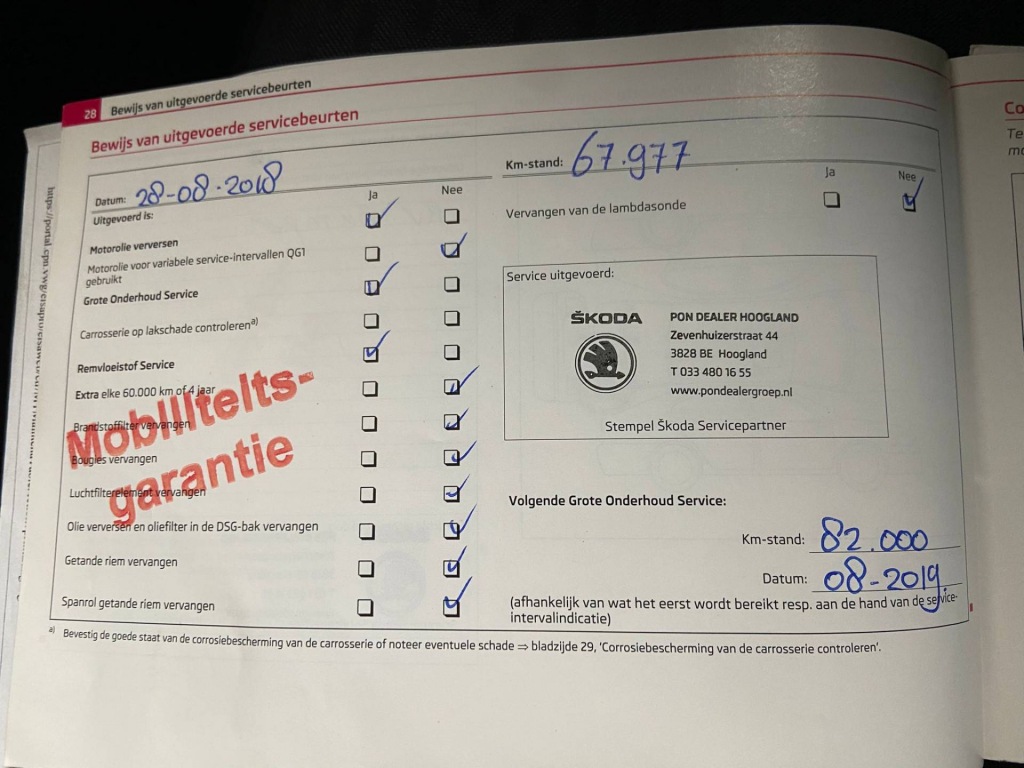 28 Bewijs van uitgevoerde servicebeurten
Bewijs van uitgevoerde servicebeurten
Datum: 28-08-2018
Km-stand: 67.977
Uitgevoerd is:
Ja Nee
Ja Nee
Motorolie verversen
Vervangen van de lambdasonde
Motorolie voor variabele service-intervallen QG1
gebruikt
Grote Onderhoud Service
Carrosserie op lakschade controleren a)
Remvloeistof Service
Extra elke 60.000 km of 4 jaar
Brandstoffilter vervangen
Bougies vervangen
Luchtfilterelement vervangen
Olie verversen en oliefilter in de DSG-bak vervangen
Getande riem vervangen
Spanrol getande riem vervangen
Mobiliteits-
garantie
Service uitgevoerd:
ŠKODA
PON DEALER HOOGLAND
Zevenhuizerstraat 44
3828 BE Hoogland
T 033 480 16 55
www.pondealergroep.nl
Stempel Škoda Servicepartner
Volgende Grote Onderhoud Service:
Km-stand: 82.000
Datum: 08-2019
(afhankelijk van wat het eerst wordt bereikt resp. aan de hand van de service-
intervalindicatie)
a) Bevestig de goede staat van de corrosiebescherming van de carrosserie of noteer eventuele schade ⇒ bladzijde 29, 'Corrosiebescherming van de carrosserie controleren'.
Co
Te